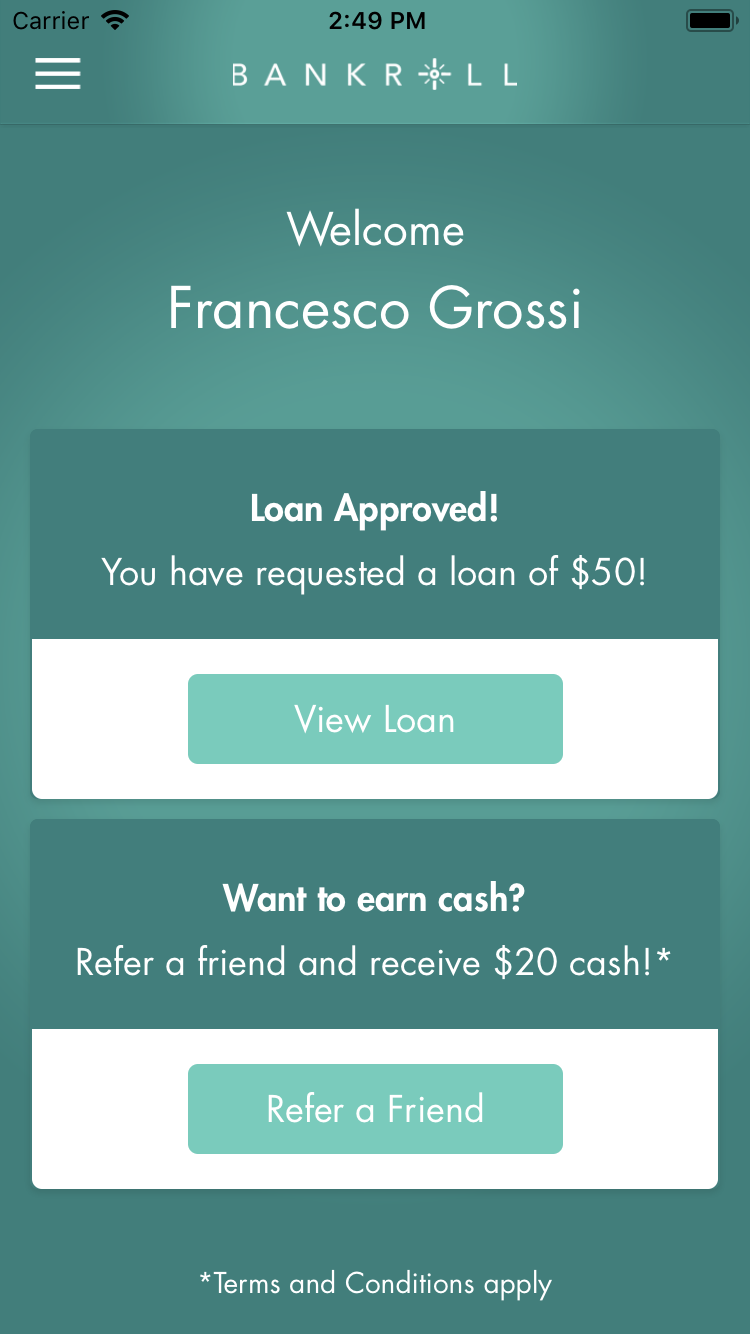 Carrier 2:49 PM
BANKROLL
Welcome
Francesco Grossi
Loan Approved!
You have requested a loan of $50!
View Loan
Want to earn cash?
Refer a friend and receive $20 cash!*
Refer a Friend
*Terms and Conditions apply